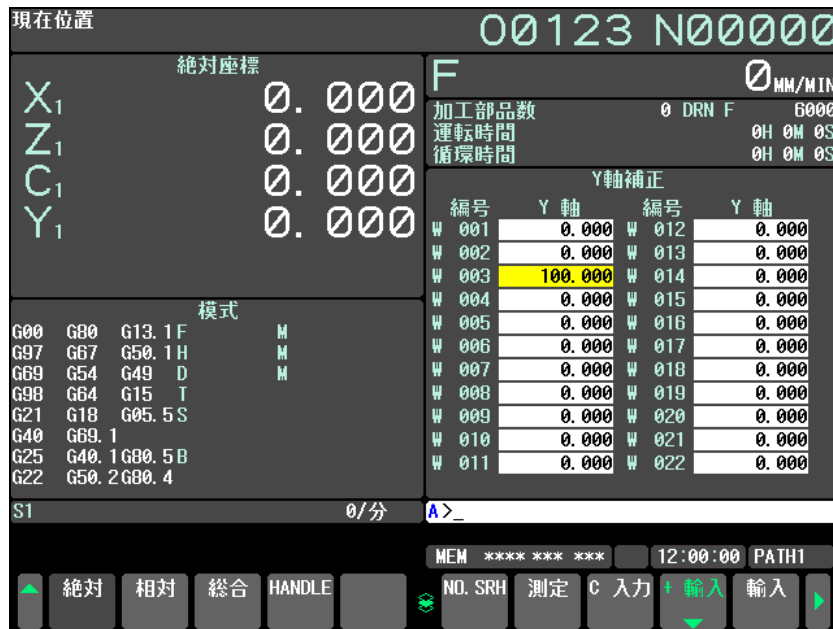 現在位置
O0123 N00000
絶対座標
X1 0.000
Z1 0.000
C1 0.000
Y1 0.000
F 0 MM/MIN
加工部品数 0 DRN F 6000
運転時間 0H 0M 0S
循環時間 0H 0M 0S
Y軸補正
編号 Y 軸 編号 Y 軸
W 001 0.000 W 012 0.000
W 002 0.000 W 013 0.000
W 003 100.000 W 014 0.000
W 004 0.000 W 015 0.000
W 005 0.000 W 016 0.000
W 006 0.000 W 017 0.000
W 007 0.000 W 018 0.000
W 008 0.000 W 019 0.000
W 009 0.000 W 020 0.000
W 010 0.000 W 021 0.000
W 011 0.000 W 022 0.000
模式
G00 G80 G13.1 F M
G97 G67 G50.1 H M
G69 G54 G49 D M
G98 G64 G15 T
G21 G18 G05.5 S
G40 G69.1
G25 G40.1 G80.5 B
G22 G50.2 G80.4
S1 0/分
A>_
MEM **** *** *** 12:00:00 PATH1
絶対 相対 総合 HANDLE NO.SRH 測定 C 入力 + 輸入 輸入